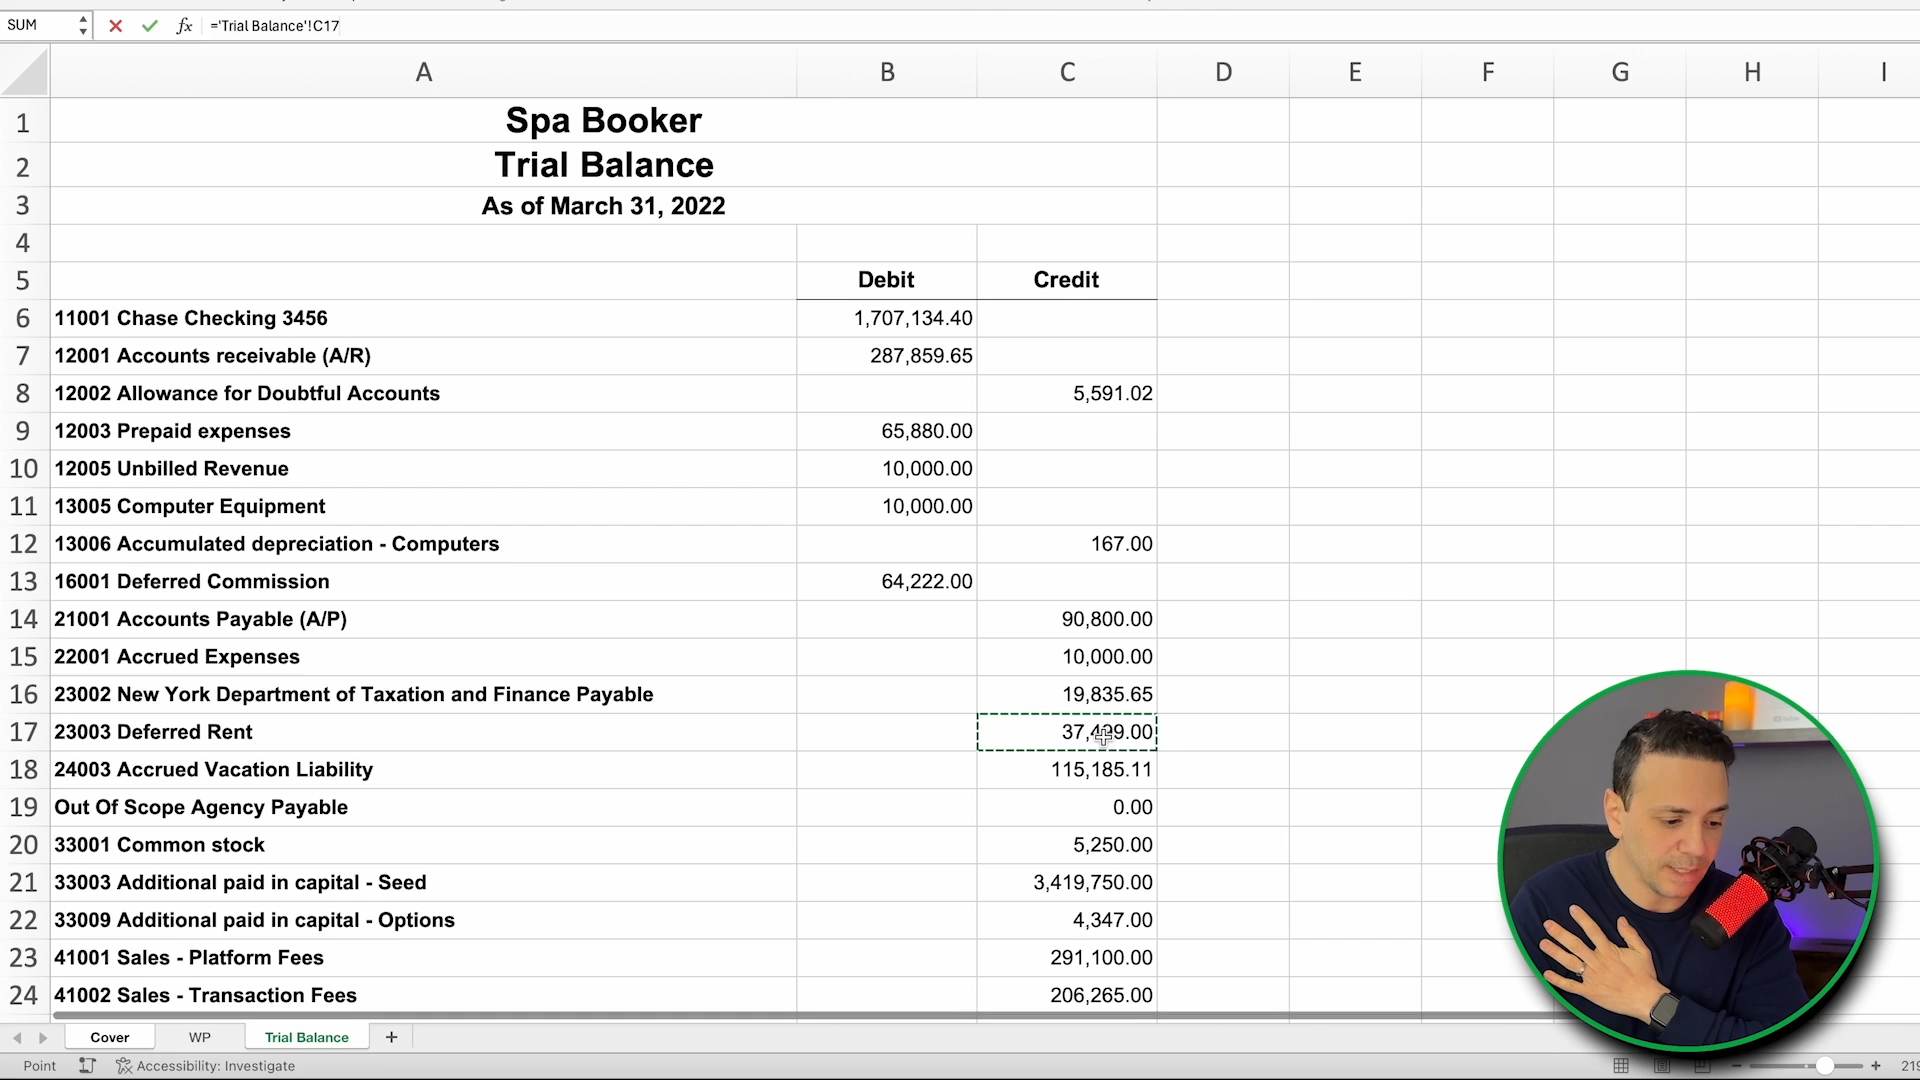 SUM fx ='Trial Balance'!C17
A B C D E F G H I
1 Spa Booker
2 Trial Balance
3 As of March 31, 2022
4
5 Debit Credit
6 11001 Chase Checking 3456 1,707,134.40
7 12001 Accounts receivable (A/R) 287,859.65
8 12002 Allowance for Doubtful Accounts 5,591.02
9 12003 Prepaid expenses 65,880.00
10 12005 Unbilled Revenue 10,000.00
11 13005 Computer Equipment 10,000.00
12 13006 Accumulated depreciation - Computers 167.00
13 16001 Deferred Commission 64,222.00
14 21001 Accounts Payable (A/P) 90,800.00
15 22001 Accrued Expenses 10,000.00
16 23002 New York Department of Taxation and Finance Payable 19,835.65
17 23003 Deferred Rent
18 24003 Accrued Vacation Liability 115,185.11
19 Out Of Scope Agency Payable 0.00
20 33001 Common stock 5,250.00
21 33003 Additional paid in capital - Seed 3,419,750.00
22 33009 Additional paid in capital - Options 4,347.00
23 41001 Sales - Platform Fees 291,100.00
24 41002 Sales - Transaction Fees 206,265.00
Cover WP Trial Balance +
Point Accessibility: Investigate